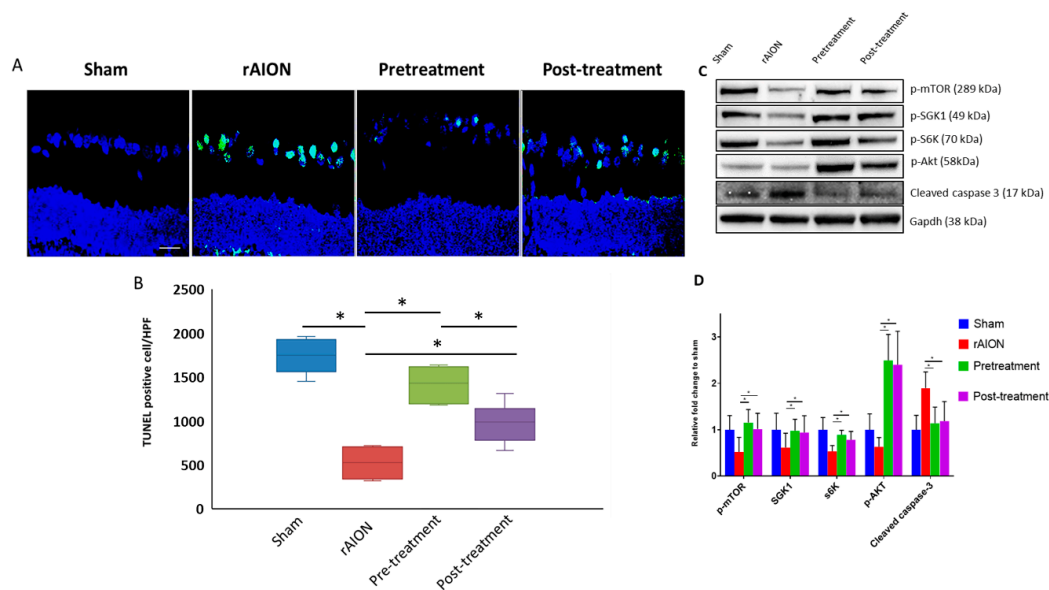 A
Sham
rAION
Pretreatment
Post-treatment
B
TUNEL positive cell/HPF
2500
2000
1500
1000
500
0
* * * *
Sham
rAION
Pre-treatment
Post-treatment
C
Sham
rAION
Pretreatment
Post-treatment
p-mTOR (289 kDa)
p-SGK1 (49 kDa)
p-S6K (70 kDa)
p-Akt (58kDa)
Cleaved caspase 3 (17 kDa)
Gapdh (38 kDa)
D
Relative fold change to sham
3
2
1
0
* * * * * * * * * *
p-mTOR
SGK1
s6K
p-AKT
Cleaved caspase-3
Sham
rAION
Pretreatment
Post-treatment